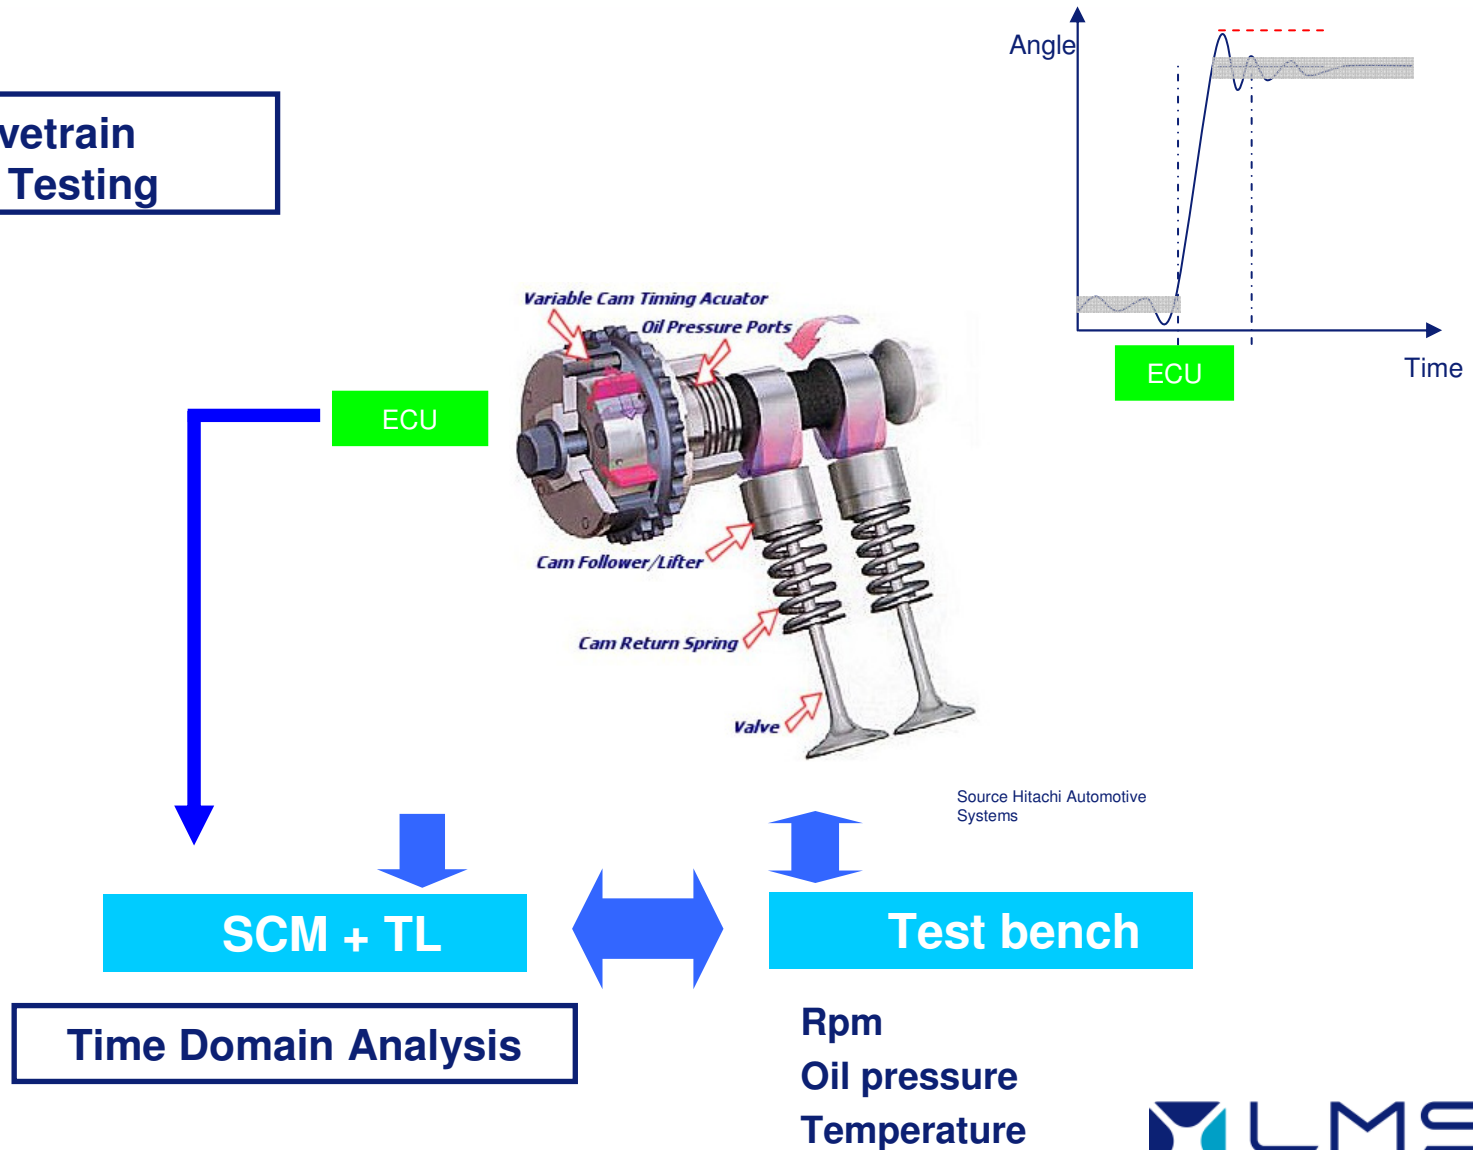 Angle
vetrain
Testing
Variable Cam Timing Acuator
Oil Pressure Ports
ECU
Time
ECU
Cam Follower/Lifter
Cam Return Spring
Valve
Source Hitachi Automotive
Systems
SCM + TL
Test bench
Time Domain Analysis
Rpm
Oil pressure
Temperature
LMS